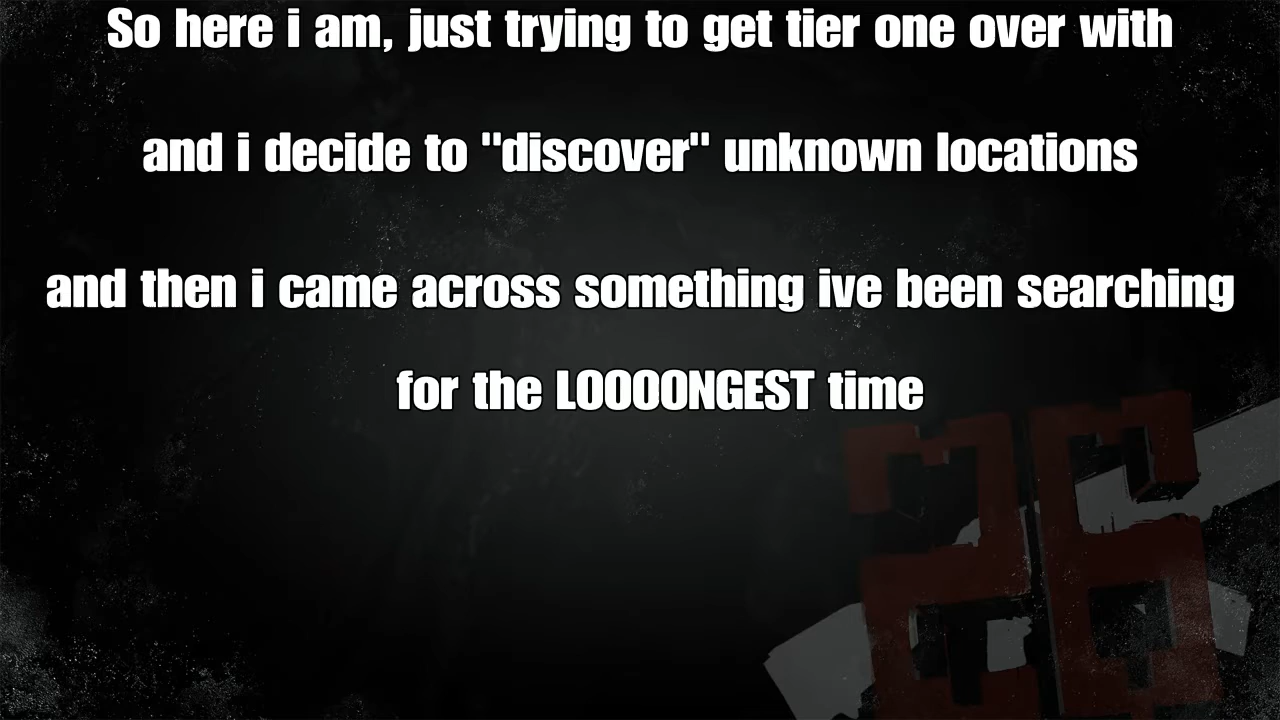 So here i am, just trying to get tier one over with
and i decide to "discover" unknown locations
and then i came across something ive been searching
for the LOOOONGEST time